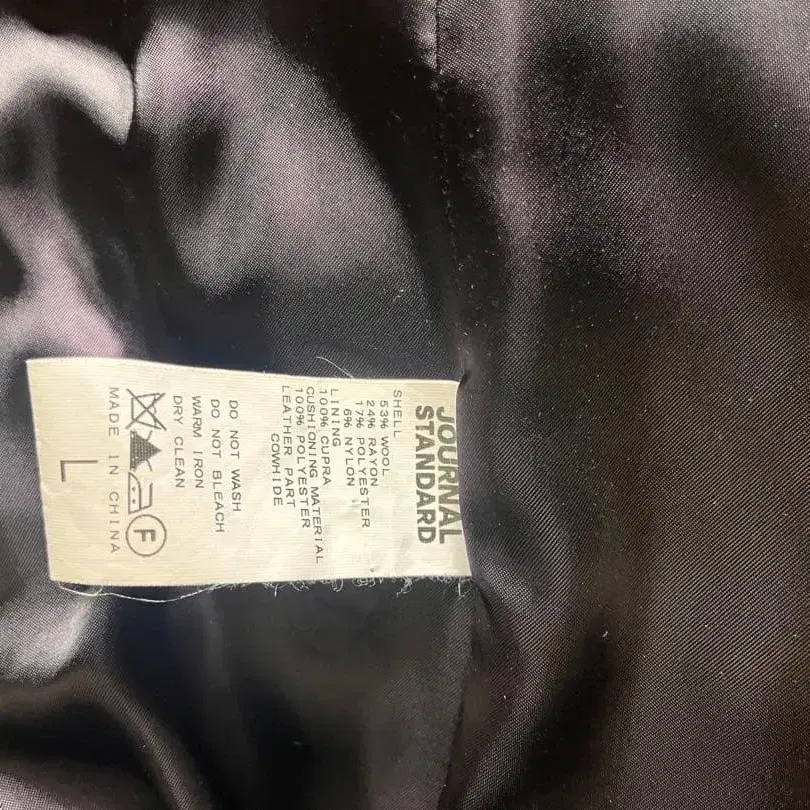 JOURNAL
STANDARD
SHELL
53% WOOL
24% RAYON
17% POLYESTER
6% NYLON
LINING
100% CUPRA
CUSHIONING MATERIAL
100% POLYESTER
LEATHER PART
COWHIDE
DO NOT WASH
DO NOT BLEACH
WARM IRON
DRY CLEAN
F
MADE IN CHINA
L